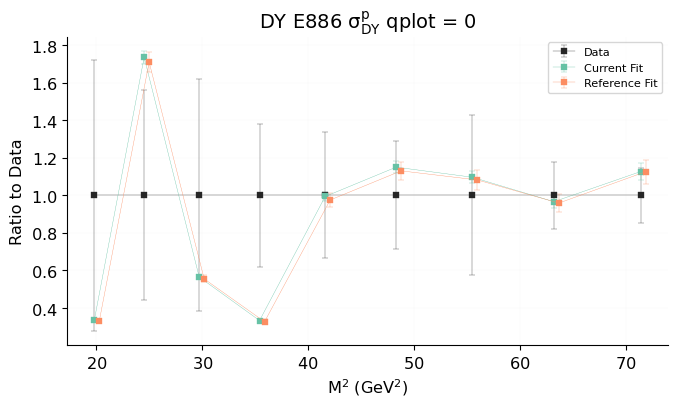 DY E886 σ^p_DY qplot = 0
Data
Current Fit
Reference Fit
Ratio to Data
1.8
1.6
1.4
1.2
1.0
0.8
0.6
0.4
20 30 40 50 60 70
M² (GeV²)